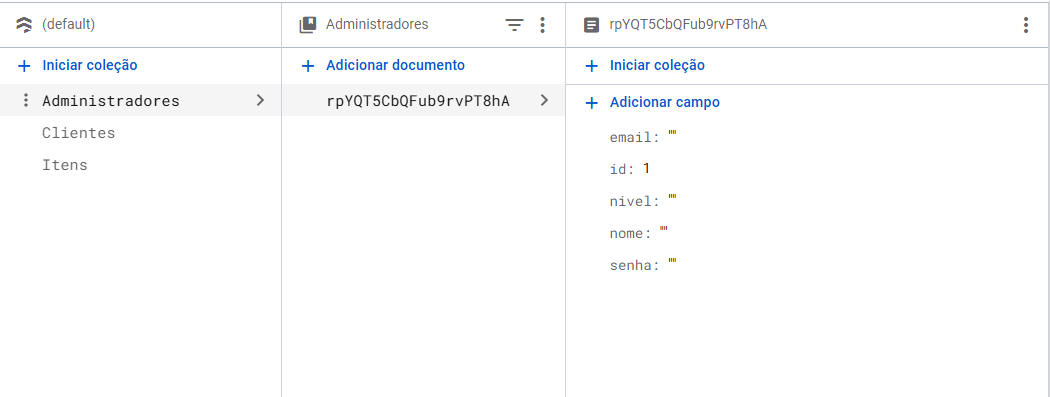 (default)
Iniciar coleção
Administradores
Clientes
Itens
Administradores
Adicionar documento
rpYQT5CbQFub9rvPT8hA
rpYQT5CbQFub9rvPT8hA
Iniciar coleção
Adicionar campo
email: ""
id: 1
nivel: ""
nome: ""
senha: ""